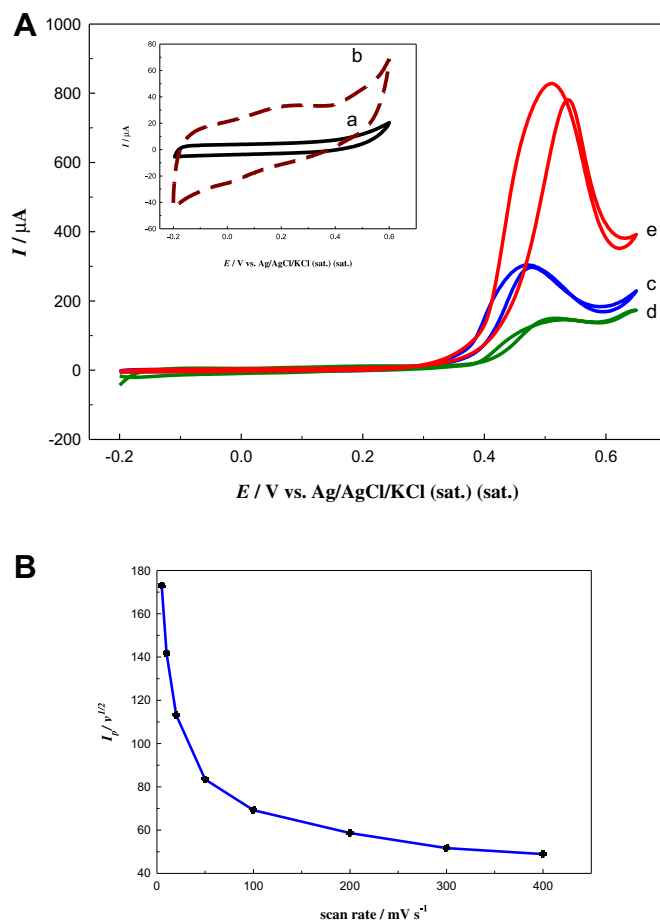 A
1000
800
600
400
200
0
-200
I / μA
-0.2
0.0
0.2
0.4
0.6
E / V vs. Ag/AgCl/KCl (sat.) (sat.)
e
c
d
80
60
40
20
0
-20
-40
-60
I / μA
b
a
-0.2
0.0
0.2
0.4
0.6
E / V vs. Ag/AgCl/KCl (sat.) (sat.)
B
180
160
140
120
100
80
60
40
Ip / ν1/2
0
100
200
300
400
scan rate / mV s-1